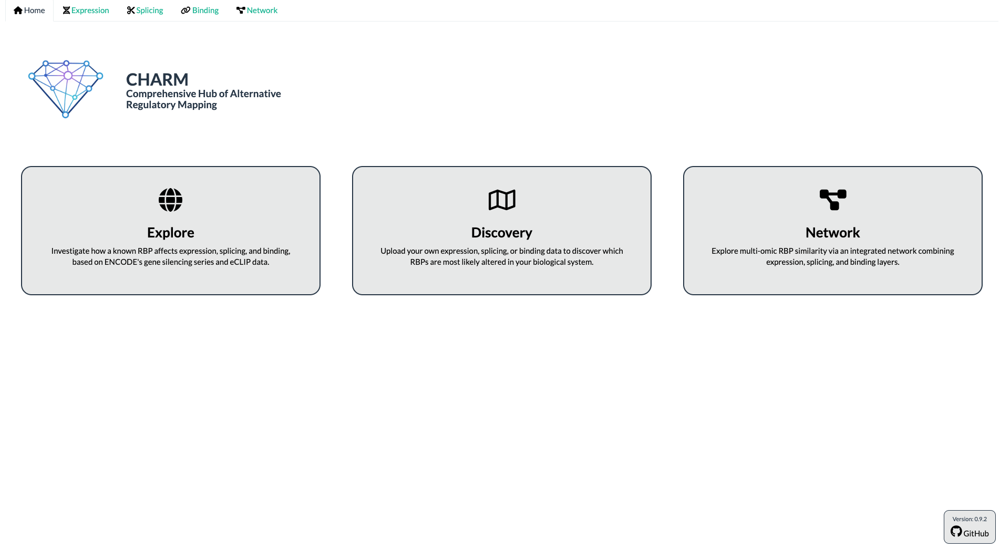 Home Expression Splicing Binding Network
CHARM
Comprehensive Hub of Alternative
Regulatory Mapping
Explore
Investigate how a known RBP affects expression, splicing, and binding,
based on ENCODE's gene silencing series and eCLIP data.
Discovery
Upload your own expression, splicing, or binding data to discover which
RBPs are most likely altered in your biological system.
Network
Explore multi-omic RBP similarity via an integrated network combining
expression, splicing, and binding layers.
Version: 0.9.2
GitHub